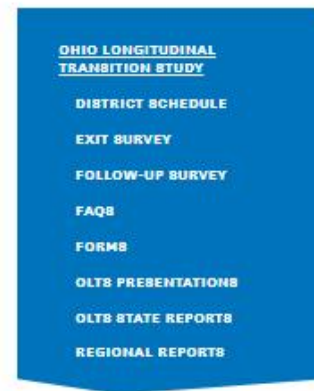 OHIO LONGITUDINAL
TRANSITION STUDY
DISTRICT SCHEDULE
EXIT SURVEY
FOLLOW-UP SURVEY
FAQS
FORMS
OLTS PRESENTATIONS
OLTS STATE REPORTS
REGIONAL REPORTS